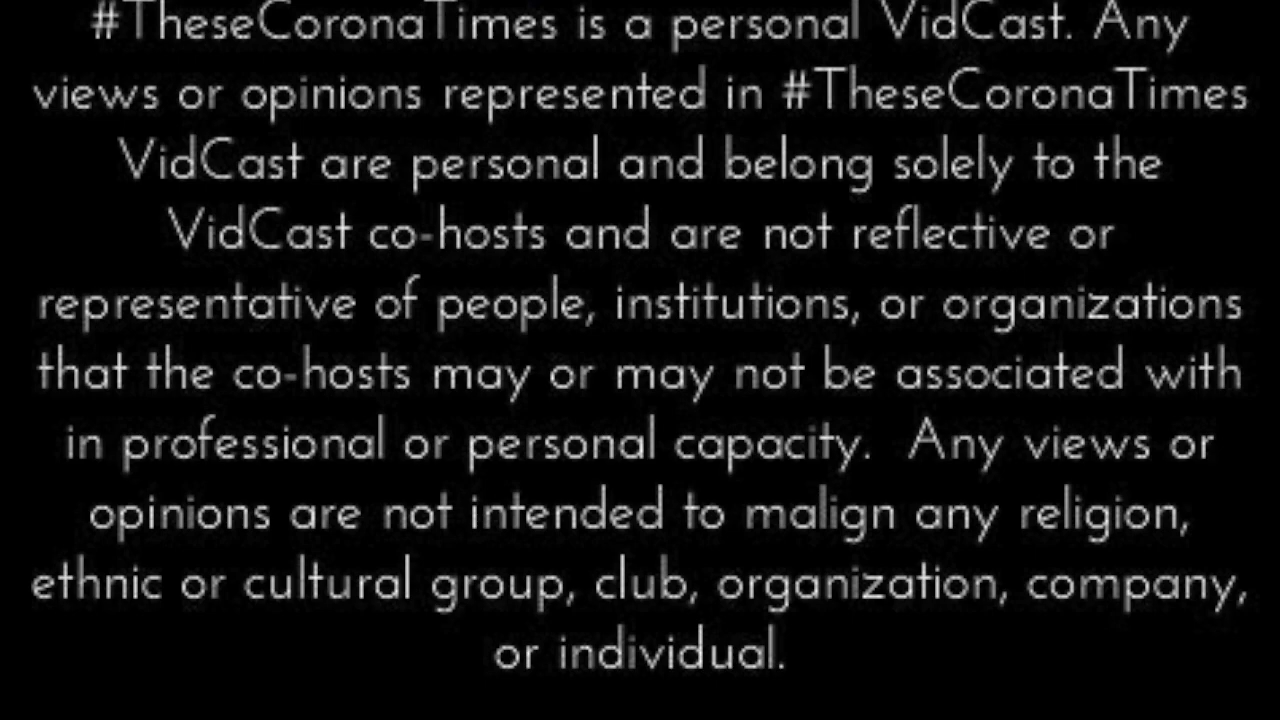 #TheseCoronaTimes is a personal VidCast. Any
views or opinions represented in #TheseCoronaTimes
VidCast are personal and belong solely to the
VidCast co-hosts and are not reflective or
representative of people, institutions, or organizations
that the co-hosts may or may not be associated with
in professional or personal capacity.  Any views or
opinions are not intended to malign any religion,
ethnic or cultural group, club, organization, company,
or individual.